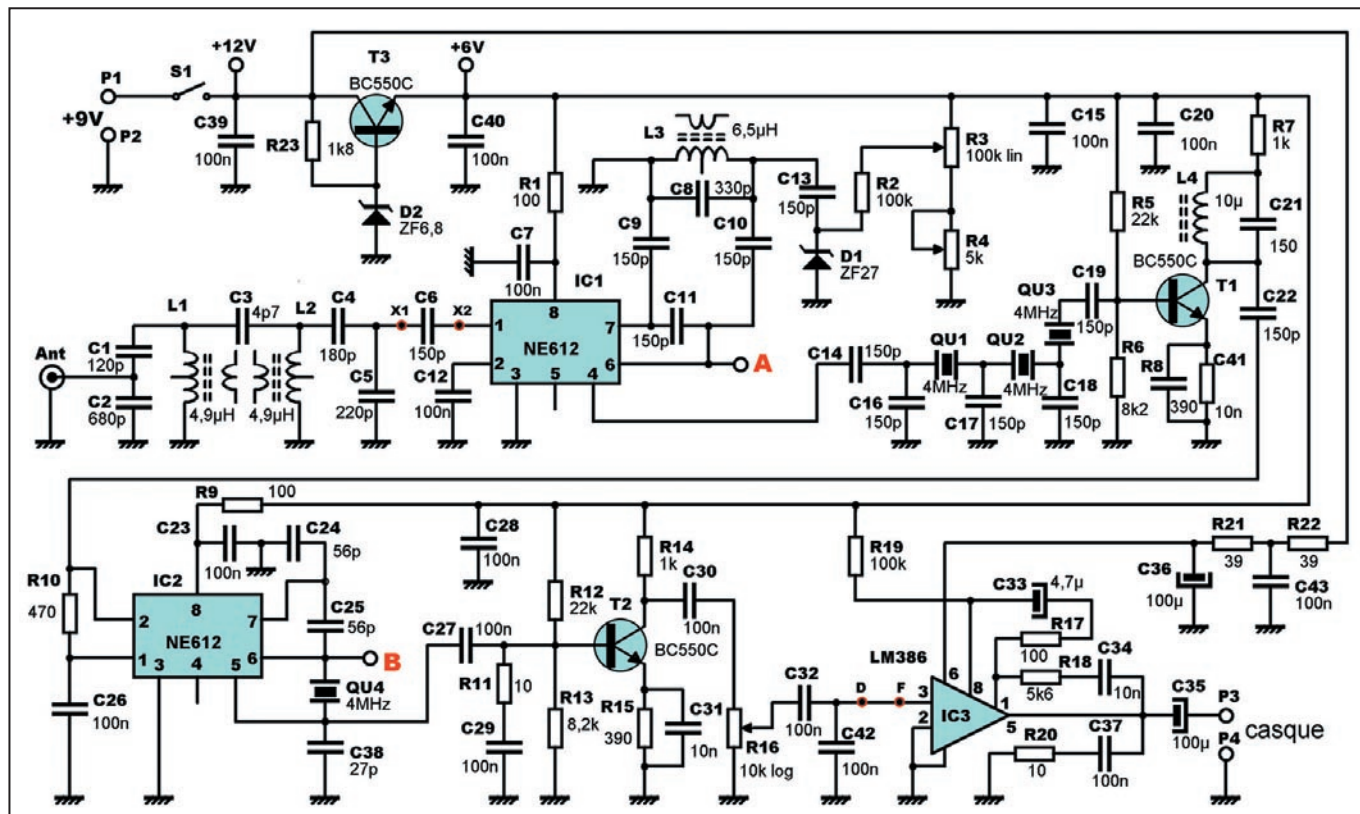 +12V
T3
+6V
P1
S1
BC550C
+9V
P2
C39
100n
R23
1k8
C40
100n
D2
ZF6,8
R1
100
L3
6,5µH
C8
330p
C9
150p
C10
150p
C13
150p
R2
100k
R3
100k lin
R4
5k
D1
ZF27
C15
100n
C20
100n
R7
1k
L4
10µ
R5
22k
C21
150
BC550C
T1
C22
150p
C7
100n
IC1
L1
C3
4p7
L2
C4
180p
X1
C6
150p
X2
1
8
7
NE612
2
3
5
4
6
C11
150p
A
Ant
C1
120p
C2
680p
4,9µH
4,9µH
C5
220p
C12
100n
C14
150p
QU1
4MHz
QU2
4MHz
QU3
4MHz
C19
150p
C16
150p
C17
150p
C18
150p
R6
8k2
R8
390
C41
10n
R9
100
C23
100n
C24
56p
C28
100n
R10
470
IC2
2
8
7
NE612
1
3
4
5
6
C25
56p
B
QU4
4MHz
C26
100n
C38
27p
C27
100n
R11
10
C29
100n
R12
22k
R13
8,2k
R14
1k
T2
BC550C
C30
100n
R15
390
C31
10n
R16
10k log
C32
100n
D
F
C42
100n
R19
100k
LM386
3
2
6
8
1
5
IC3
C33
4,7µ
R17
100
R18
5k6
C34
10n
R20
10
C37
100n
C35
100µ
C36
100µ
R21
39
R22
39
C43
100n
P3
casque
P4